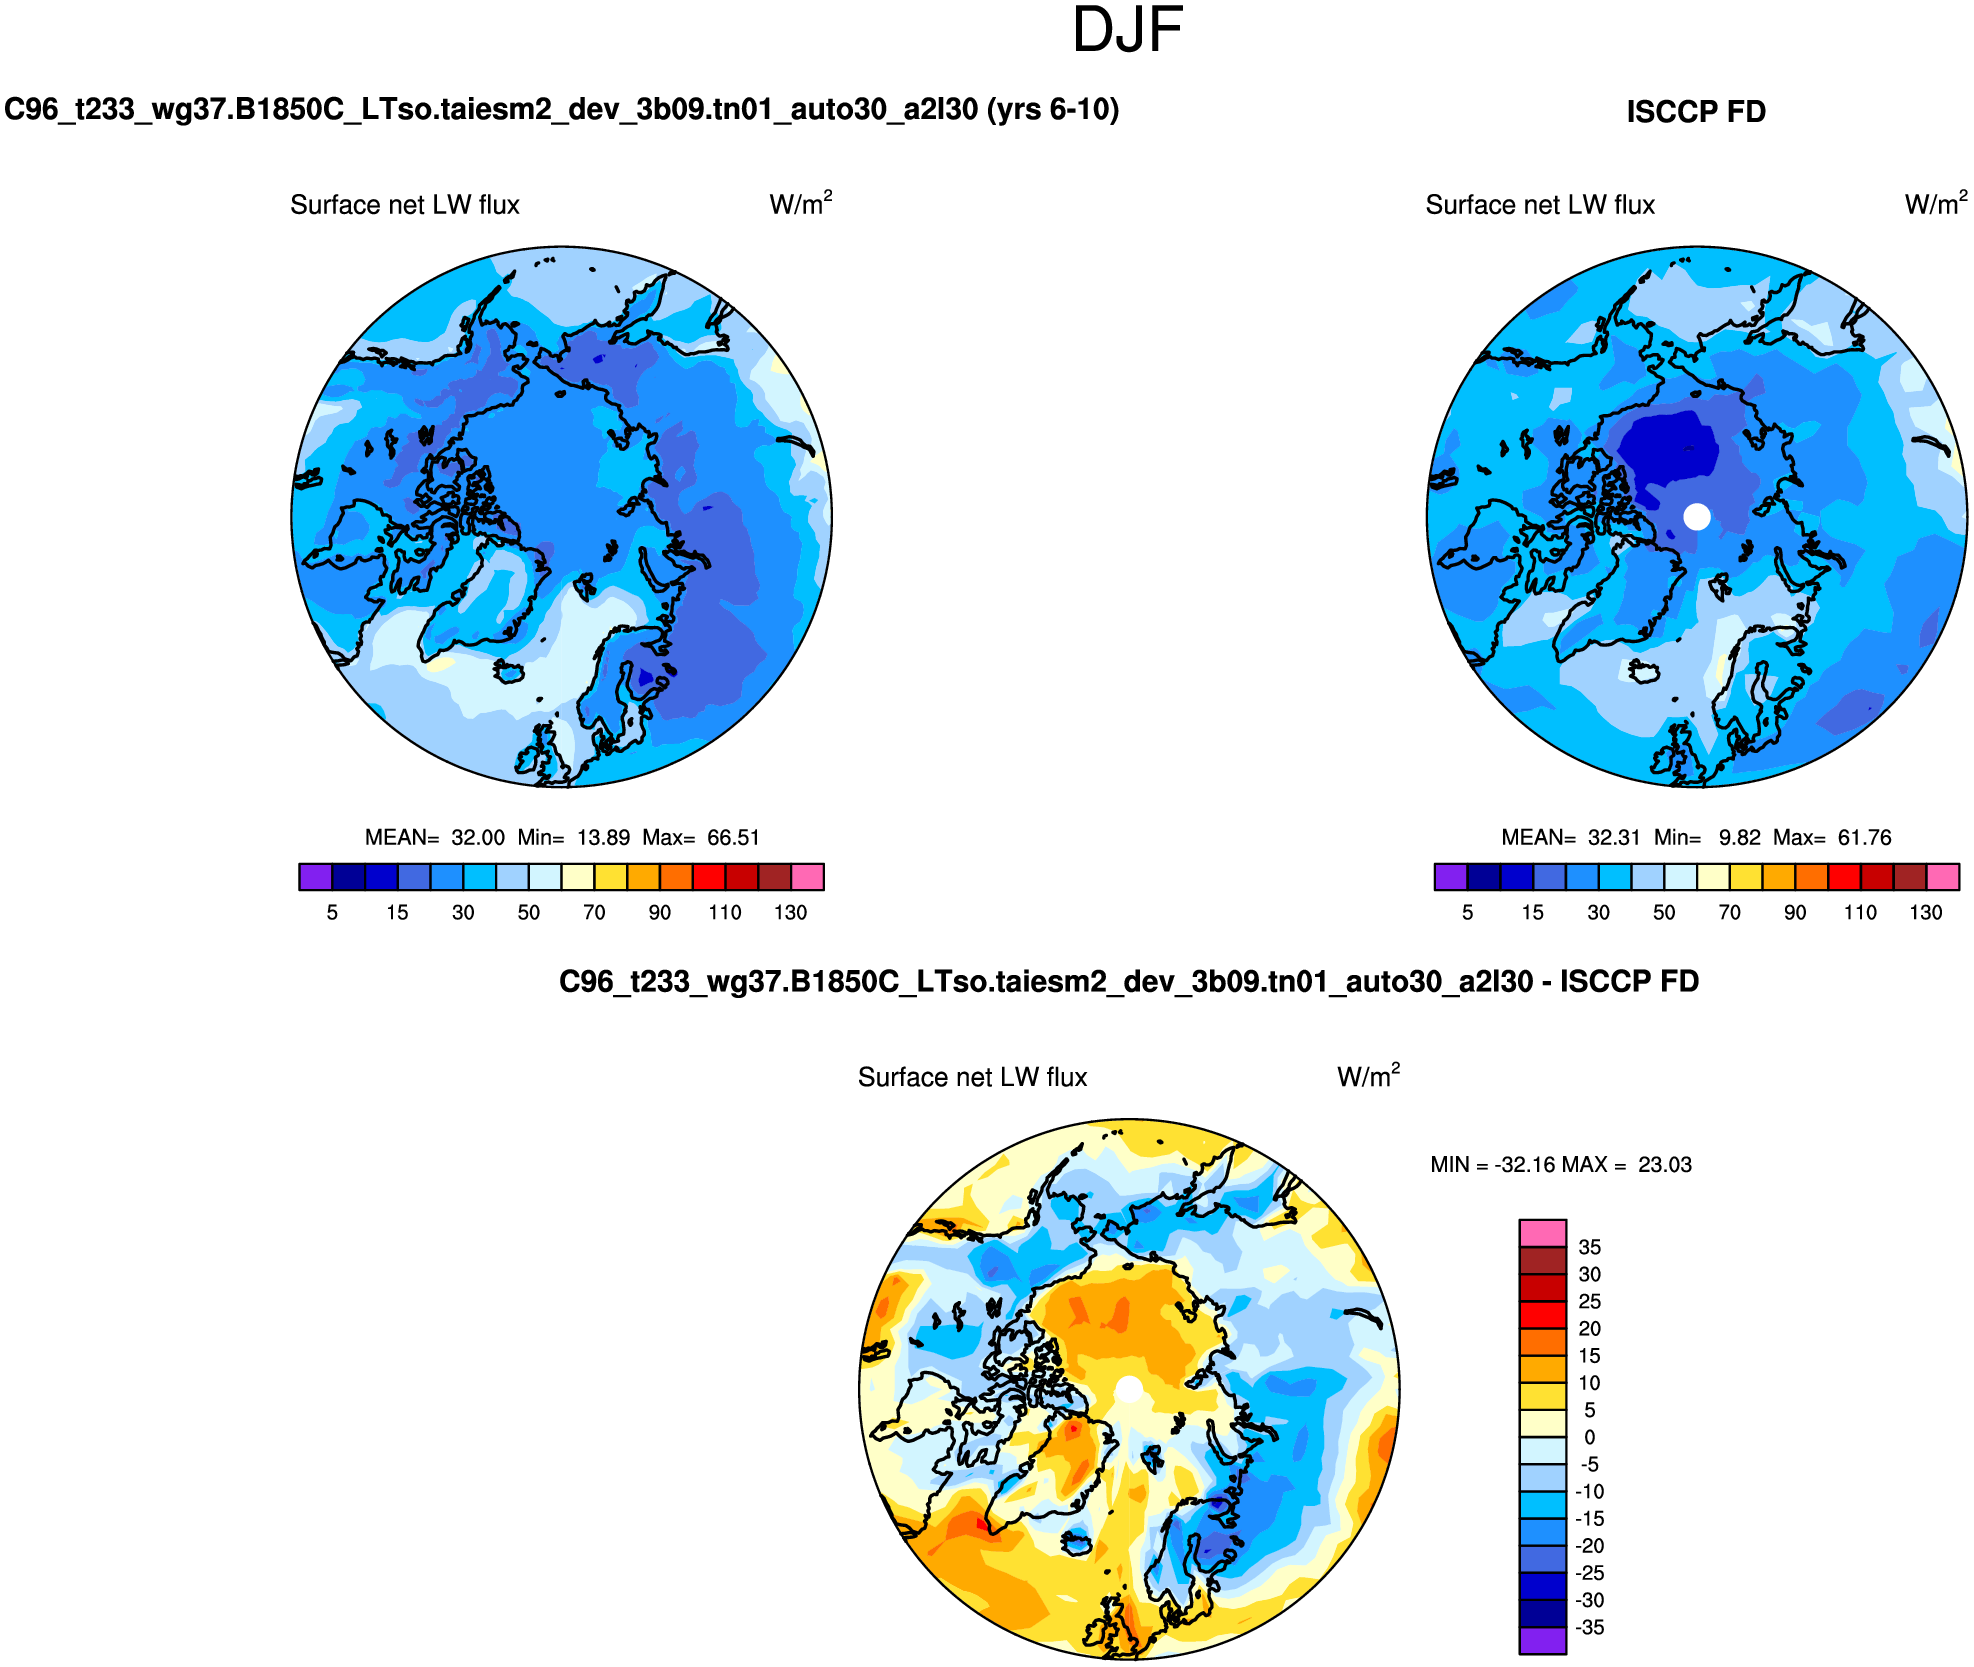 DJF
C96_t233_wg37.B1850C_LTso.taiesm2_dev_3b09.tn01_auto30_a2l30 (yrs 6-10)
ISCCP FD
Surface net LW flux W/m2
Surface net LW flux W/m2
MEAN= 32.00 Min= 13.89 Max= 66.51
MEAN= 32.31 Min= 9.82 Max= 61.76
5 15 30 50 70 90 110 130
5 15 30 50 70 90 110 130
C96_t233_wg37.B1850C_LTso.taiesm2_dev_3b09.tn01_auto30_a2l30 - ISCCP FD
Surface net LW flux W/m2
MIN = -32.16 MAX = 23.03
35
30
25
20
15
10
5
0
-5
-10
-15
-20
-25
-30
-35